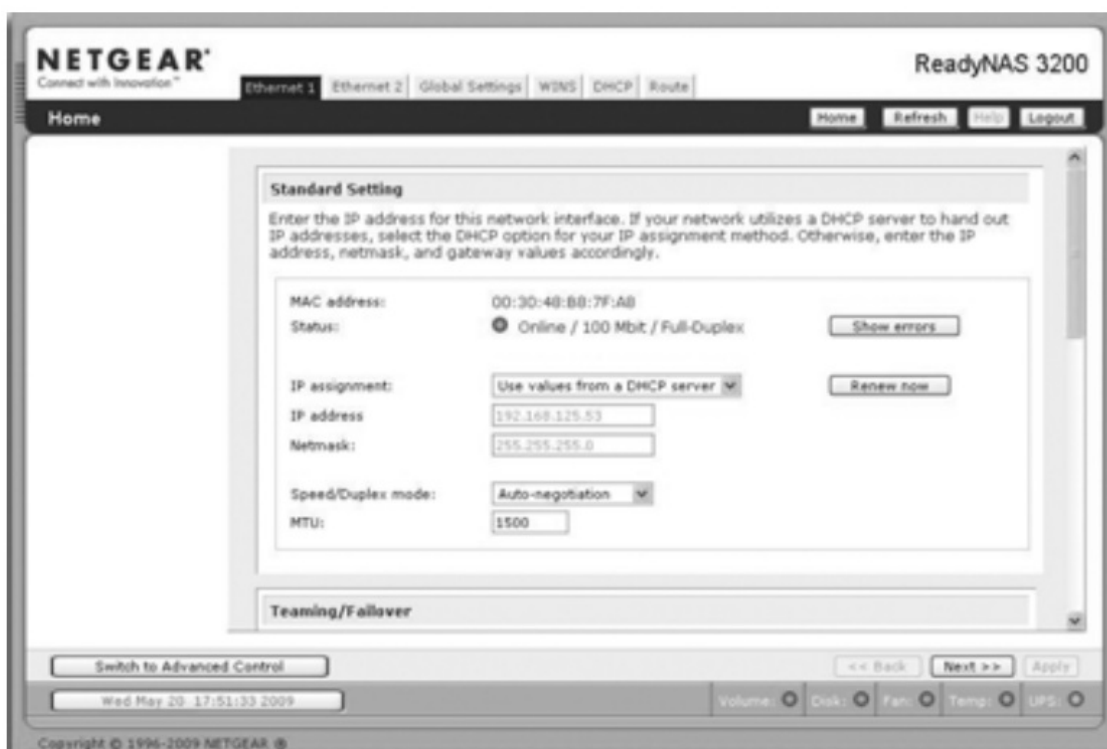 NETGEAR®
Connect with Innovation™
ReadyNAS 3200
Ethernet 1 Ethernet 2 Global Settings WINS DHCP Route
Home
Home Refresh Help Logout
Standard Setting
Enter the IP address for this network interface. If your network utilizes a DHCP server to hand out
IP addresses, select the DHCP option for your IP assignment method. Otherwise, enter the IP
address, netmask, and gateway values accordingly.
MAC address: 00:30:48:B8:7F:A8
Status: Online / 100 Mbit / Full-Duplex Show errors
IP assignment: Use values from a DHCP server Renew now
IP address 192.168.125.53
Netmask: 255.255.255.0
Speed/Duplex mode: Auto-negotiation
MTU: 1500
Teaming/Failover
Switch to Advanced Control << Back Next >> Apply
Wed May 20 17:51:33 2009 Volume: Disk: Fan: Temp: UPS:
Copyright © 1996-2009 NETGEAR ®